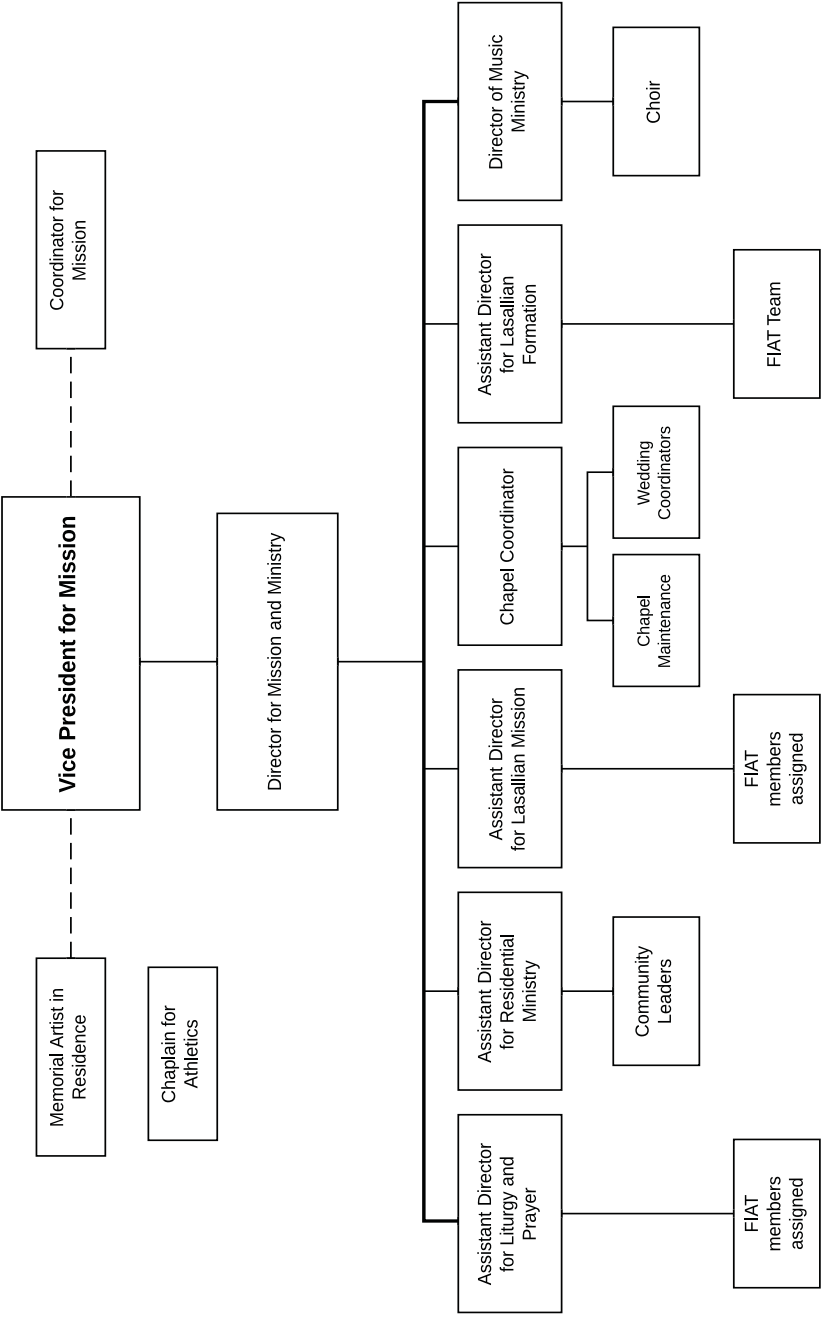 Vice President for Mission
Memorial Artist in
Residence
Coordinator for
Mission
Chaplain for
Athletics
Director for Mission and Ministry
Assistant Director
for Liturgy and
Prayer
Assistant Director
for Residential
Ministry
Assistant Director
for Lasallian Mission
Chapel Coordinator
Assistant Director
for Lasallian
Formation
Director of Music
Ministry
Community
Leaders
Chapel
Maintenance
Wedding
Coordinators
Choir
FIAT
members
assigned
FIAT
members
assigned
FIAT Team